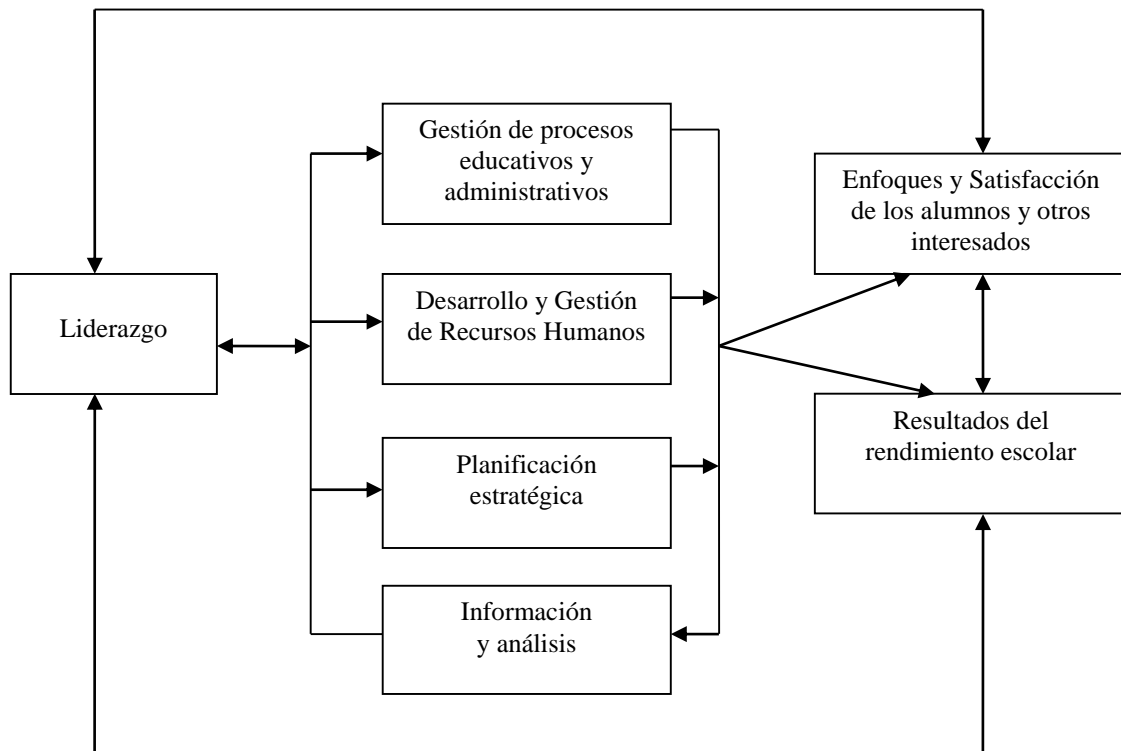 Gestión de procesos
educativos y
administrativos
Enfoques y Satisfacción
de los alumnos y otros
interesados
Liderazgo
Desarrollo y Gestión
de Recursos Humanos
Resultados del
rendimiento escolar
Planificación
estratégica
Información
y análisis